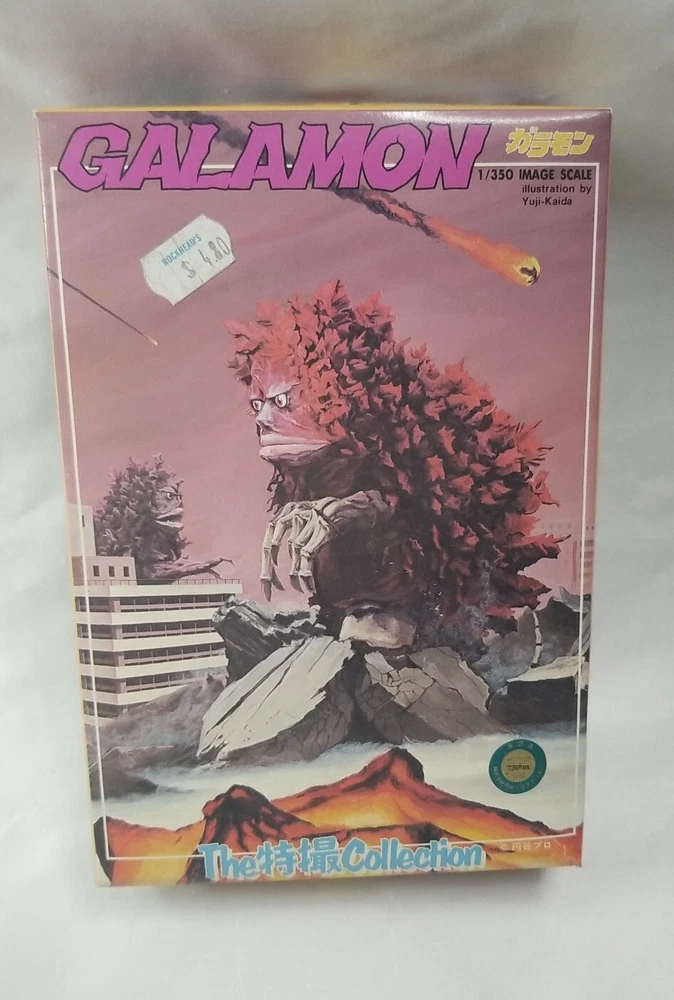 GALAMON
ガラモン
1/350 IMAGE SCALE
illustration by
Yuji-Kaida
ROCKHEAD'S
$ 4.80
The特撮Collection
©円谷プロ